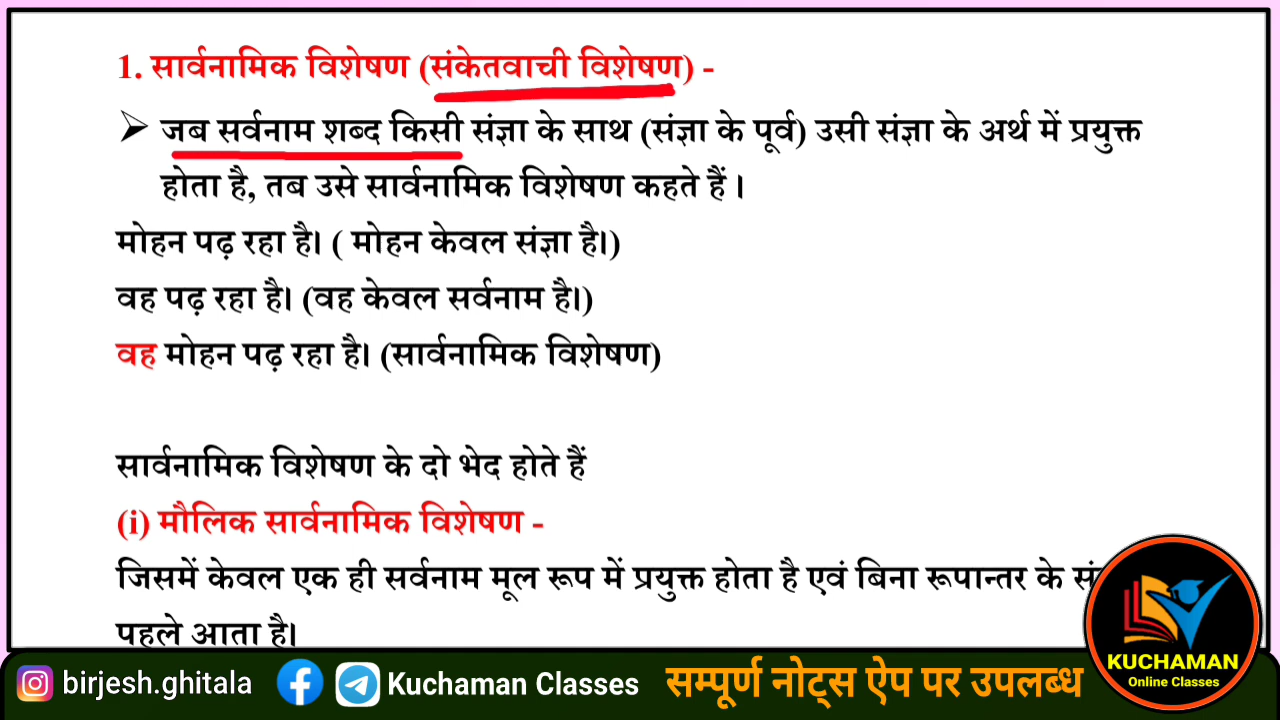 1. सार्वनामिक विशेषण (संकेतवाची विशेषण) -
➢ जब सर्वनाम शब्द किसी संज्ञा के साथ (संज्ञा के पूर्व) उसी संज्ञा के अर्थ में प्रयुक्त
होता है, तब उसे सार्वनामिक विशेषण कहते हैं ।
मोहन पढ़ रहा है। ( मोहन केवल संज्ञा है।)
वह पढ़ रहा है। (वह केवल सर्वनाम है।)
वह मोहन पढ़ रहा है। (सार्वनामिक विशेषण)
सार्वनामिक विशेषण के दो भेद होते हैं
(i) मौलिक सार्वनामिक विशेषण -
जिसमें केवल एक ही सर्वनाम मूल रूप में प्रयुक्त होता है एवं बिना रूपान्तर के
पहले आता है।
KUCHAMAN
Online Classes
birjesh.ghitala
Kuchaman Classes
सम्पूर्ण नोट्स ऐप पर उपलब्ध